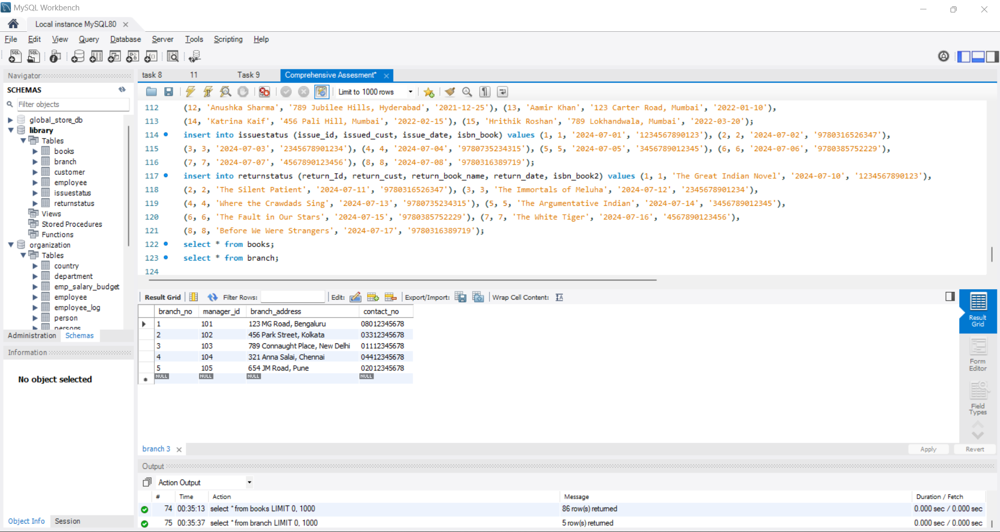 MySQL Workbench
Local instance MySQL80
File Edit View Query Database Server Tools Scripting Help
Navigator
SCHEMAS
Filter objects
global_store_db
library
Tables
books
branch
customer
employee
issuestatus
returnstatus
Views
Stored Procedures
Functions
organization
Tables
country
department
emp_salary_budget
employee
employee_log
person
persons
Administration Schemas
Information
No object selected
Object Info Session
task 8 11 Task 9 Comprehensive Assesment*
Limit to 1000 rows
112 (12, 'Anushka Sharma', '789 Jubilee Hills, Hyderabad', '2021-12-25'), (13, 'Aamir Khan', '123 Carter Road, Mumbai', '2022-01-10'),
113 (14, 'Katrina Kaif', '456 Pali Hill, Mumbai', '2022-02-15'), (15, 'Hrithik Roshan', '789 Lokhandwala, Mumbai', '2022-03-20');
114 insert into issuestatus (issue_id, issued_cust, issue_date, isbn_book) values (1, 1, '2024-07-01', '1234567890123'), (2, 2, '2024-07-02', '9780316526347'),
115 (3, 3, '2024-07-03', '2345678901234'), (4, 4, '2024-07-04', '9780735234315'), (5, 5, '2024-07-05', '3456789012345'), (6, 6, '2024-07-06', '9780385752229'),
116 (7, 7, '2024-07-07', '4567890123456'), (8, 8, '2024-07-08', '9780316389719');
117 insert into returnstatus (return_Id, return_cust, return_book_name, return_date, isbn_book2) values (1, 1, 'The Great Indian Novel', '2024-07-10', '1234567890123'),
118 (2, 2, 'The Silent Patient', '2024-07-11', '9780316526347'), (3, 3, 'The Immortals of Meluha', '2024-07-12', '2345678901234'),
119 (4, 4, 'Where the Crawdads Sing', '2024-07-13', '9780735234315'), (5, 5, 'The Argumentative Indian', '2024-07-14', '3456789012345'),
120 (6, 6, 'The Fault in Our Stars', '2024-07-15', '9780385752229'), (7, 7, 'The White Tiger', '2024-07-16', '4567890123456'),
121 (8, 8, 'Before We Were Strangers', '2024-07-17', '9780316389719');
122 select * from books;
123 select * from branch;
124
Result Grid Filter Rows: Edit: Export/Import: Wrap Cell Content:
branch_no manager_id branch_address contact_no
1 101 123 MG Road, Bengaluru 08012345678
2 102 456 Park Street, Kolkata 03312345678
3 103 789 Connaught Place, New Delhi 01112345678
4 104 321 Anna Salai, Chennai 04412345678
5 105 654 JM Road, Pune 02012345678
NULL NULL NULL NULL
Result Grid
Form Editor
Field Types
branch 3
Apply Revert
Output
Action Output
# Time Action Message Duration / Fetch
74 00:35:13 select * from books LIMIT 0, 1000 86 row(s) returned 0.000 sec / 0.000 sec
75 00:35:37 select * from branch LIMIT 0, 1000 5 row(s) returned 0.000 sec / 0.000 sec